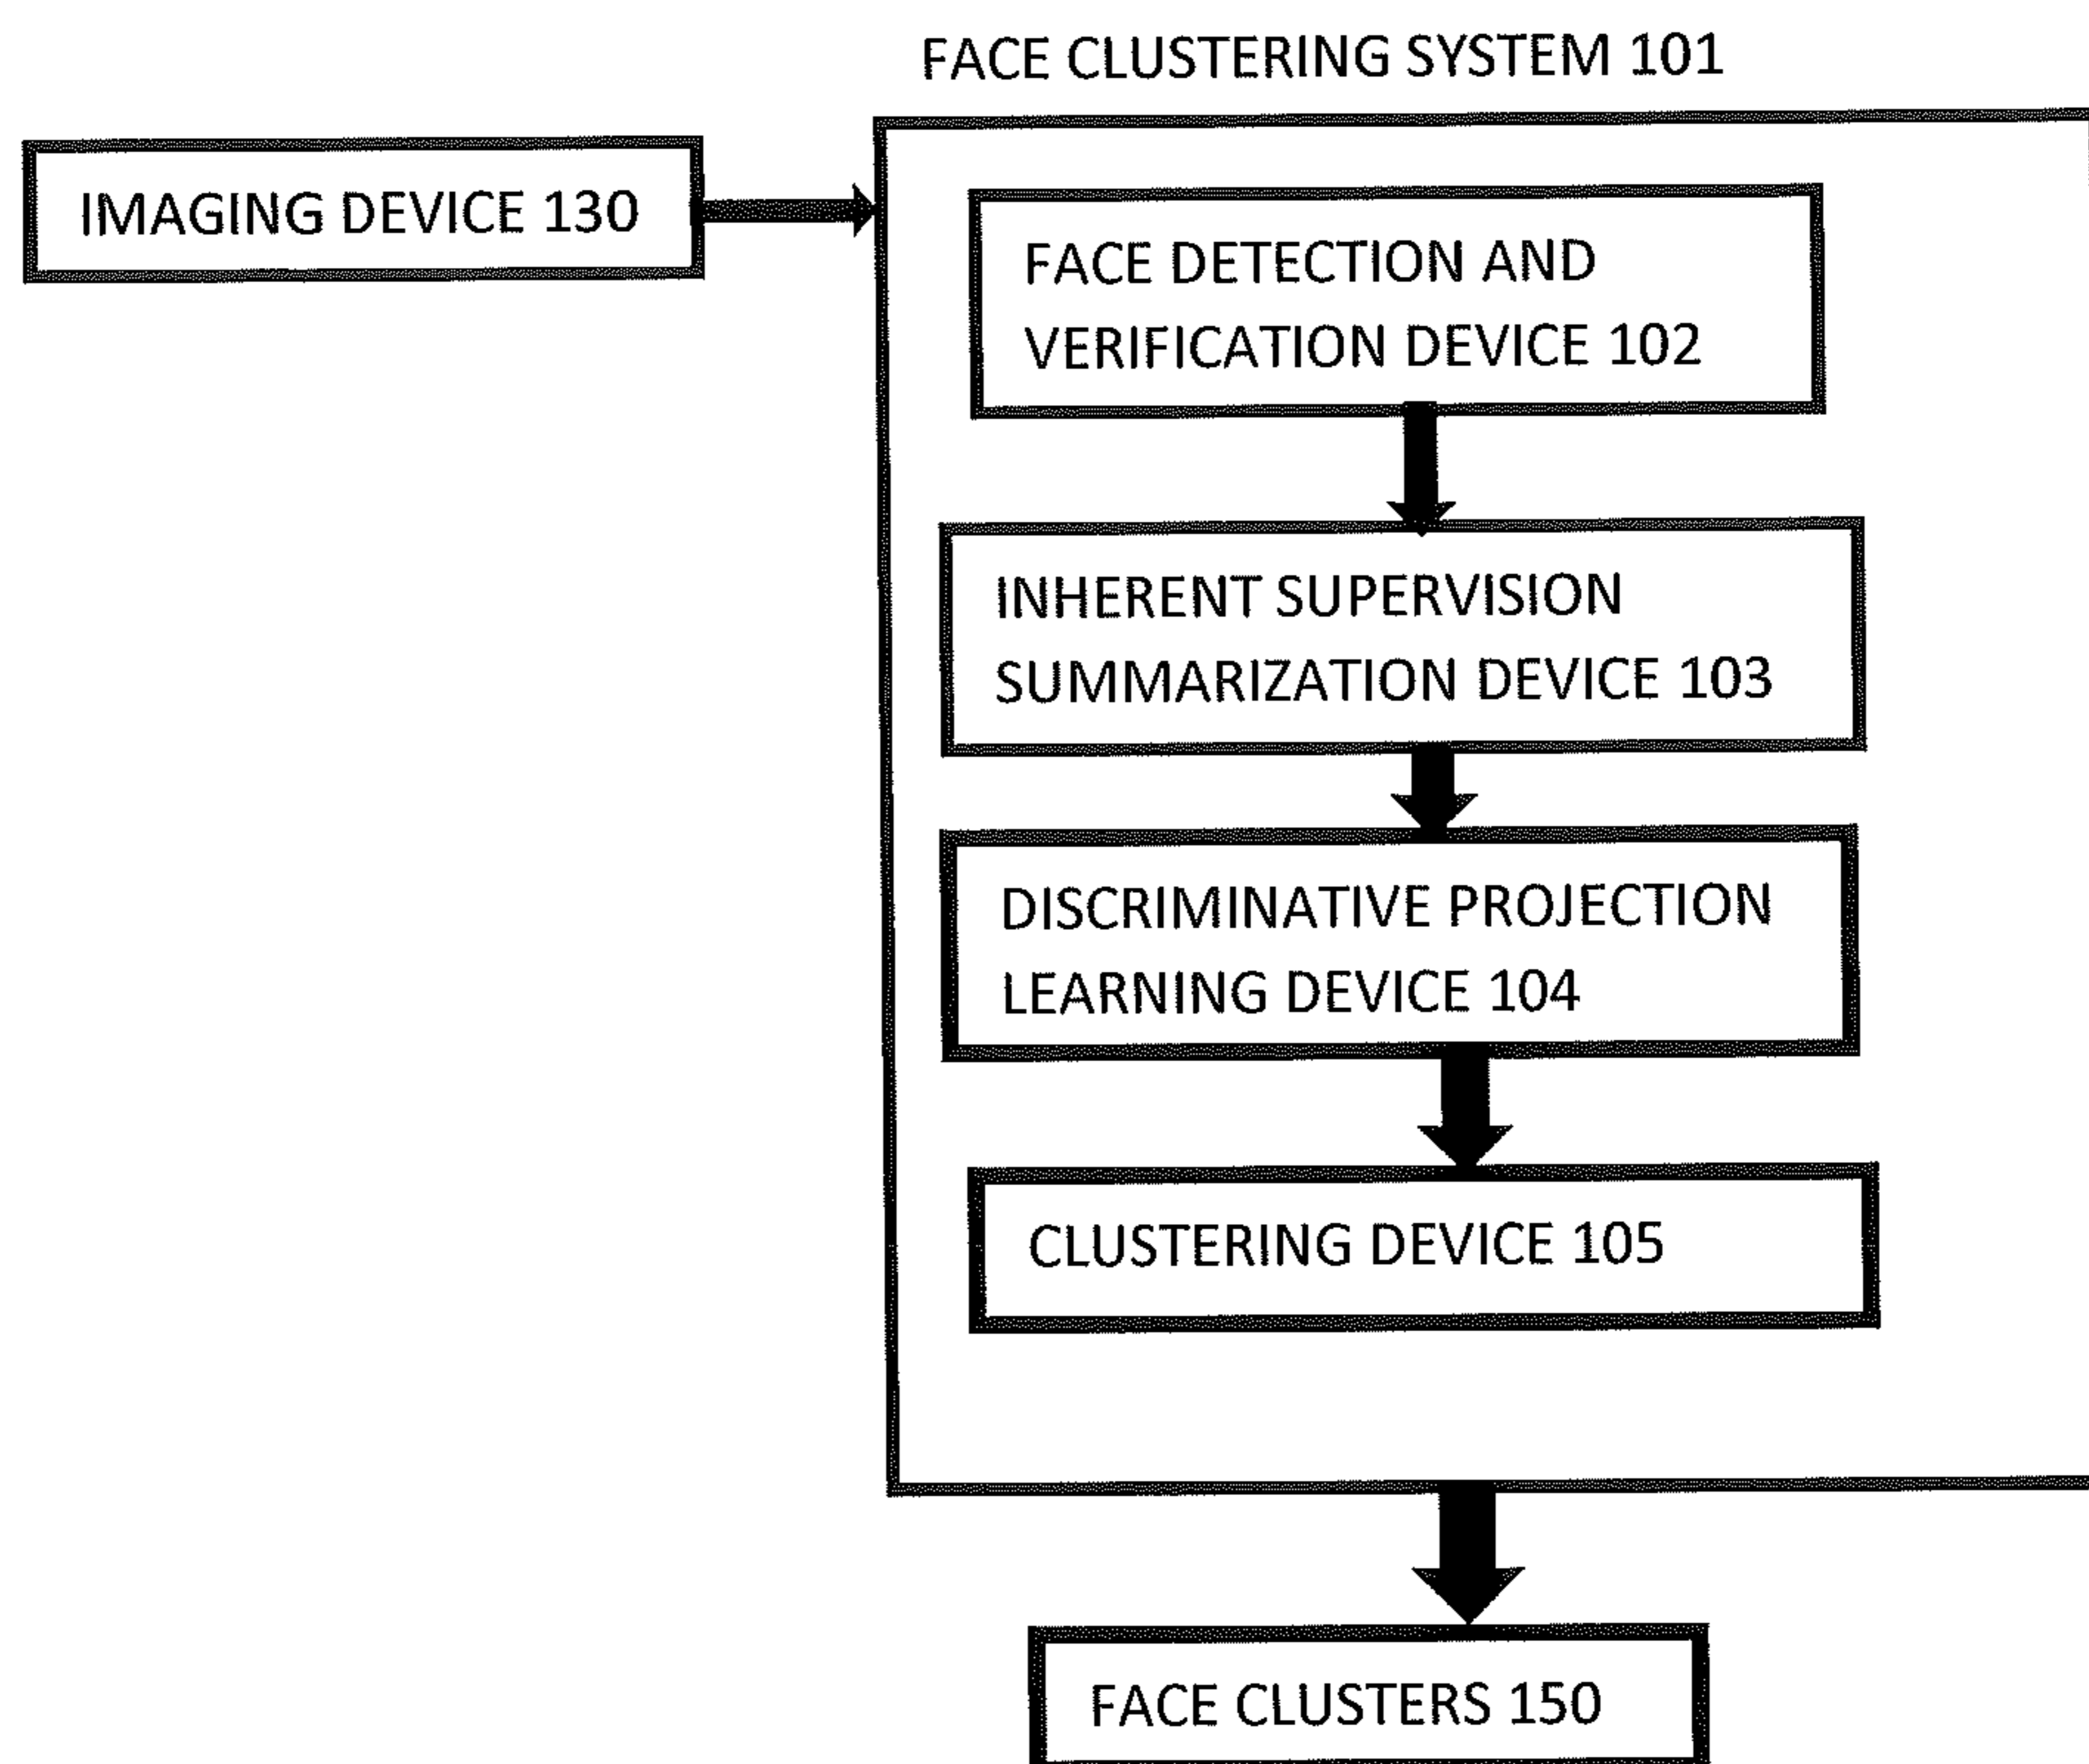 FACE CLUSTERING SYSTEM 101
IMAGING DEVICE 130
FACE DETECTION AND
VERIFICATION DEVICE 102
INHERENT SUPERVISION
SUMMARIZATION DEVICE 103
DISCRIMINATIVE PROJECTION
LEARNING DEVICE 104
CLUSTERING DEVICE 105
FACE CLUSTERS 150